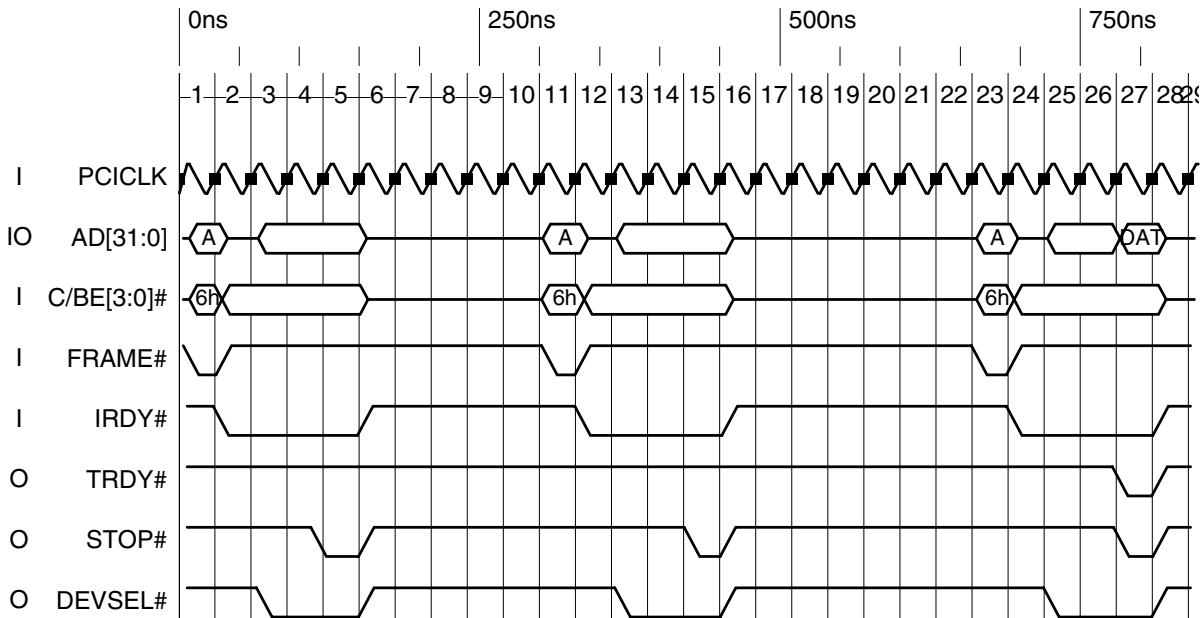 0ns 250ns 500ns 750ns
1 2 3 4 5 6 7 8 9 10 11 12 13 14 15 16 17 18 19 20 21 22 23 24 25 26 27 28 29
I PCICLK
IO AD[31:0] A A A DAT
I C/BE[3:0]# 6h 6h 6h
I FRAME#
I IRDY#
O TRDY#
O STOP#
O DEVSEL#